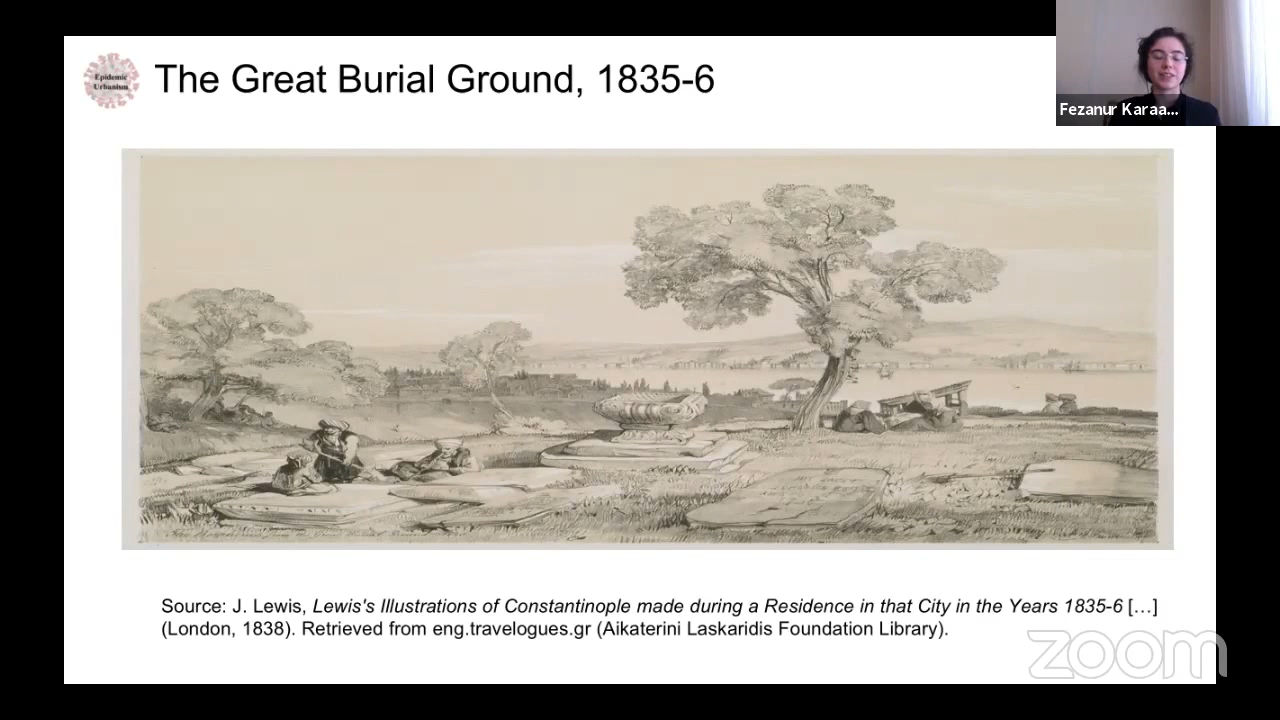 Epidemic
Urbanism
The Great Burial Ground, 1835-6
Fezanur Karaa...
Source: J. Lewis, Lewis's Illustrations of Constantinople made during a Residence in that City in the Years 1835-6 […]
(London, 1838). Retrieved from eng.travelogues.gr (Aikaterini Laskaridis Foundation Library).
zoom